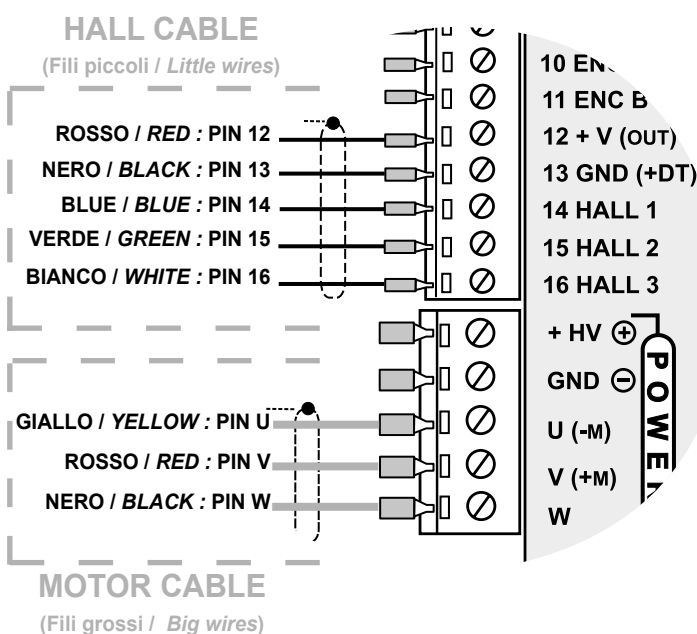 HALL CABLE
(Fili piccoli / Little wires)
ROSSO / RED : PIN 12
NERO / BLACK : PIN 13
BLUE / BLUE : PIN 14
VERDE / GREEN : PIN 15
BIANCO / WHITE : PIN 16
GIALLO / YELLOW : PIN U
ROSSO / RED : PIN V
NERO / BLACK : PIN W
MOTOR CABLE
(Fili grossi / Big wires)
10 EN
11 ENC B
12 + V (OUT)
13 GND (+DT)
14 HALL 1
15 HALL 2
16 HALL 3
+ HV +
GND -
U (-M)
V (+M)
W
POWE